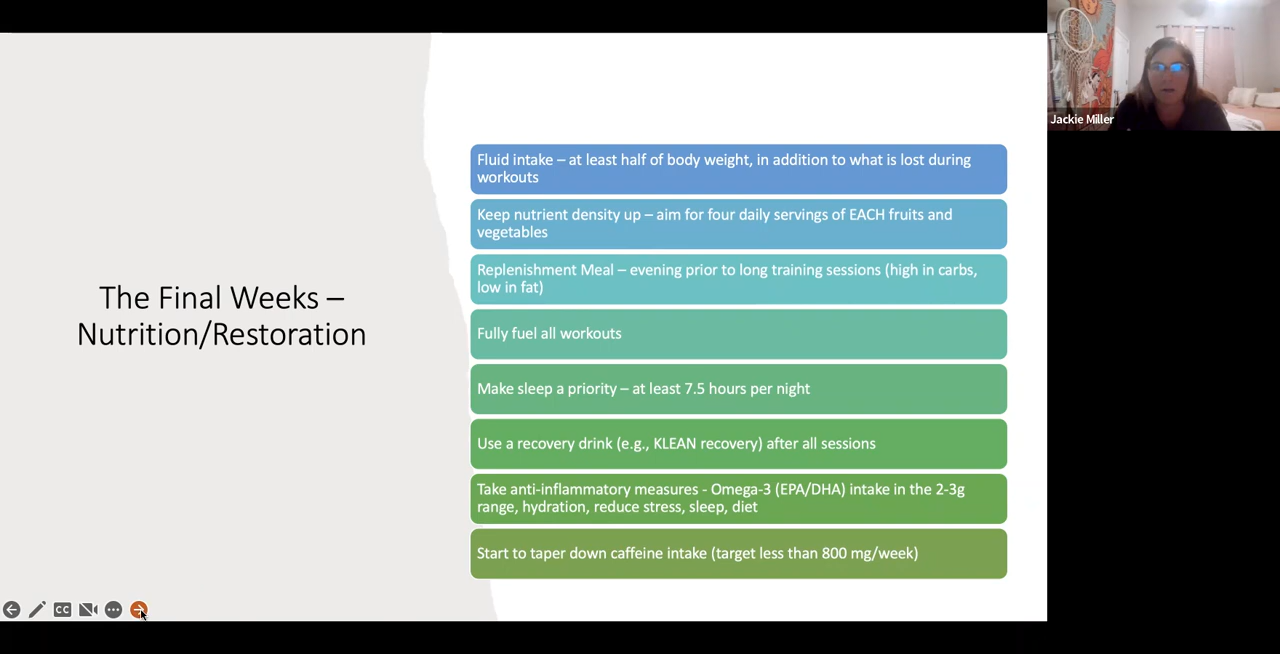 The Final Weeks –
Nutrition/Restoration
Fluid intake – at least half of body weight, in addition to what is lost during
workouts
Keep nutrient density up – aim for four daily servings of EACH fruits and
vegetables
Replenishment Meal – evening prior to long training sessions (high in carbs,
low in fat)
Fully fuel all workouts
Make sleep a priority – at least 7.5 hours per night
Use a recovery drink (e.g., KLEAN recovery) after all sessions
Take anti-inflammatory measures - Omega-3 (EPA/DHA) intake in the 2-3g
range, hydration, reduce stress, sleep, diet
Start to taper down caffeine intake (target less than 800 mg/week)
CC
Jackie Miller